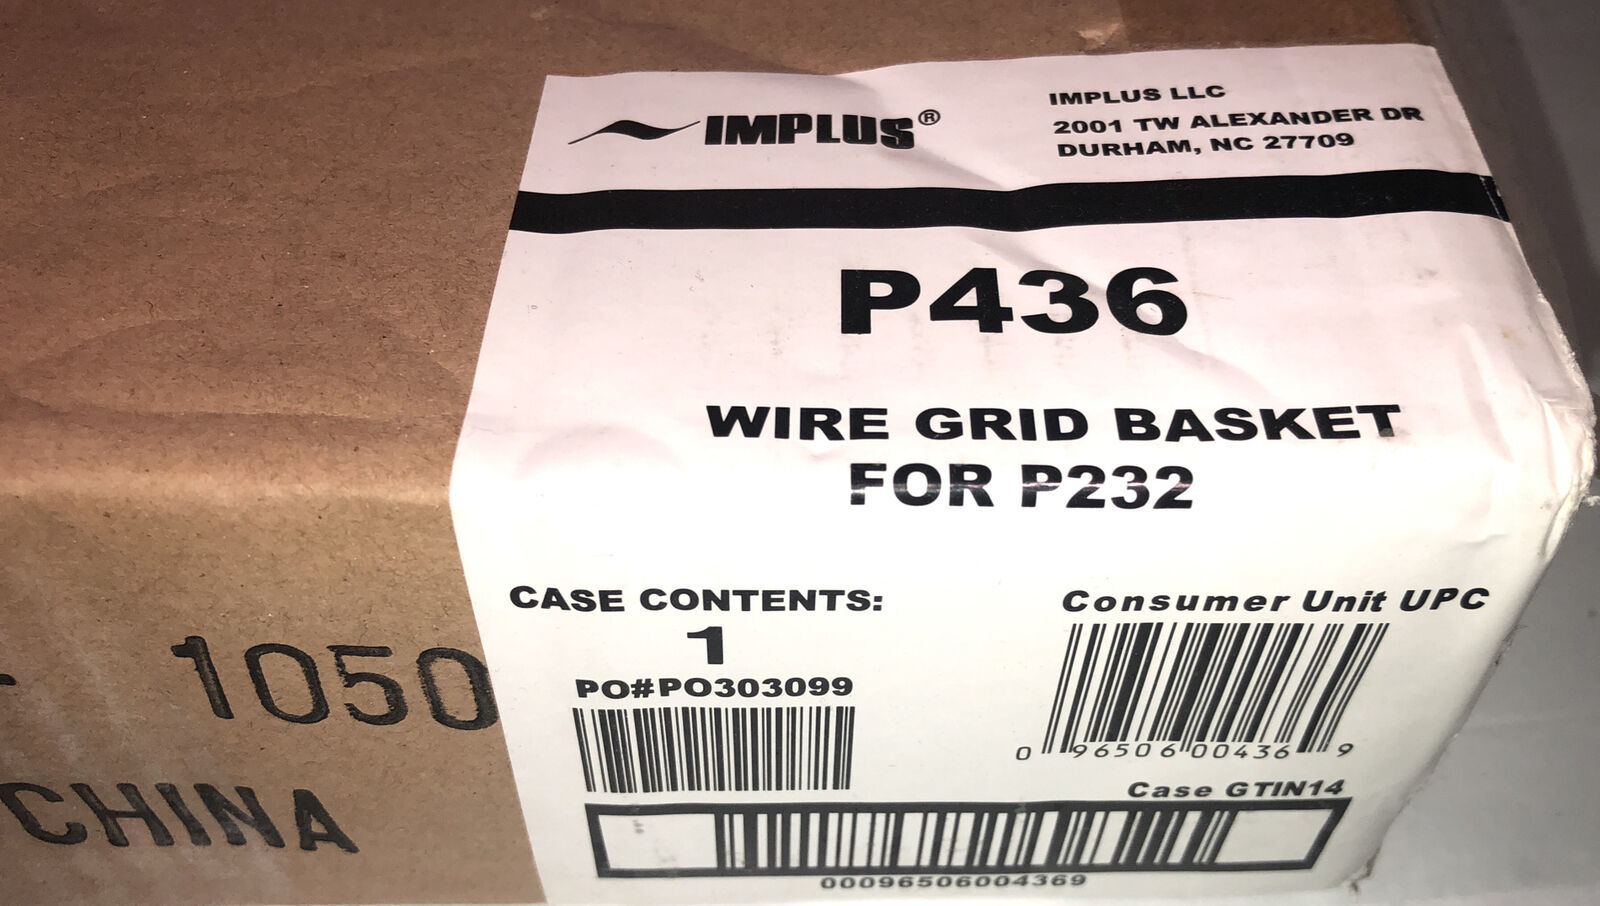 IMPLUS®
IMPLUS LLC
2001 TW ALEXANDER DR
DURHAM, NC 27709
P436
WIRE GRID BASKET
FOR P232
CASE CONTENTS:
1
PO#PO303099
Consumer Unit UPC
0 96506 00436 9
Case GTIN14
00096506004369
1050
CHINA